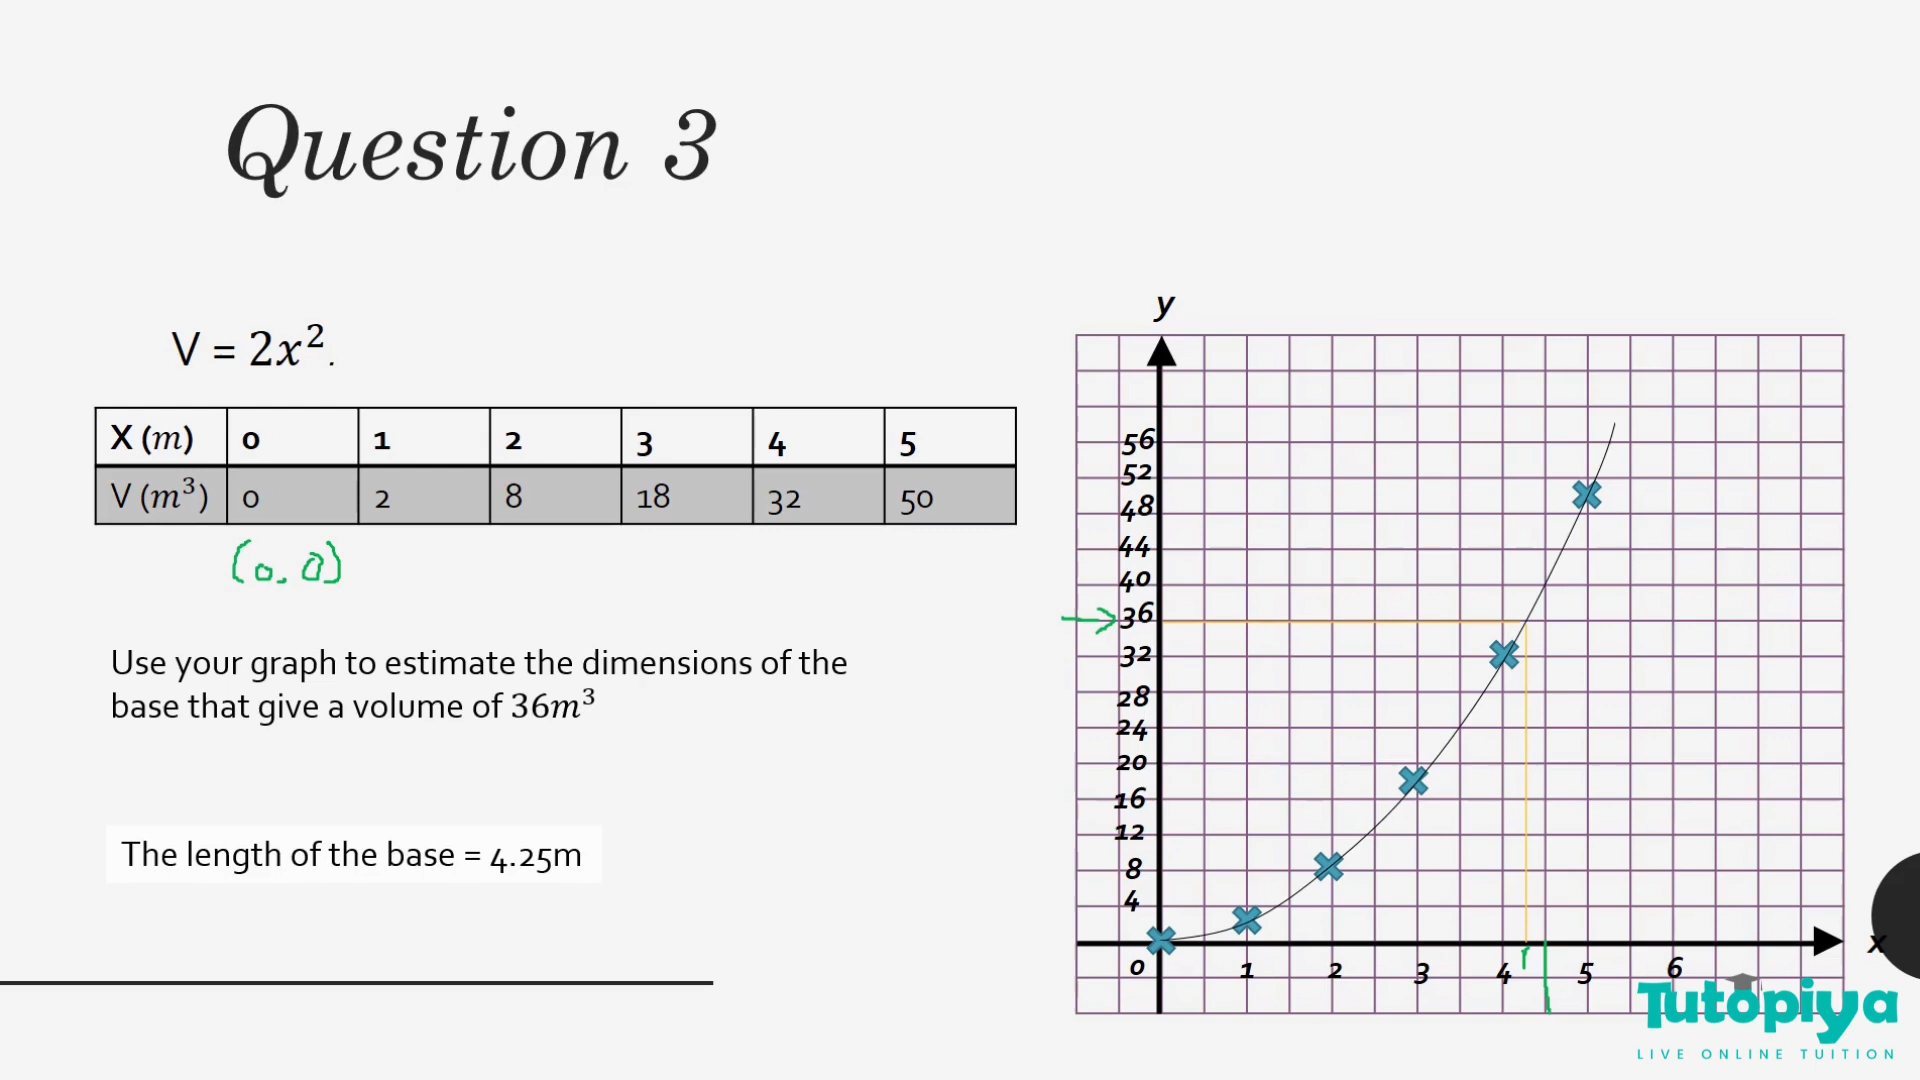 Question 3
V = 2x².
X (m) 0 1 2 3 4 5
V (m³) 0 2 8 18 32 50
(0, 0)
Use your graph to estimate the dimensions of the
base that give a volume of 36m³
The length of the base = 4.25m
y
56
52
48
44
40
36
32
28
24
20
16
12
8
4
0 1 2 3 4 5 6
x
Tutopiya
LIVE ONLINE TUITION